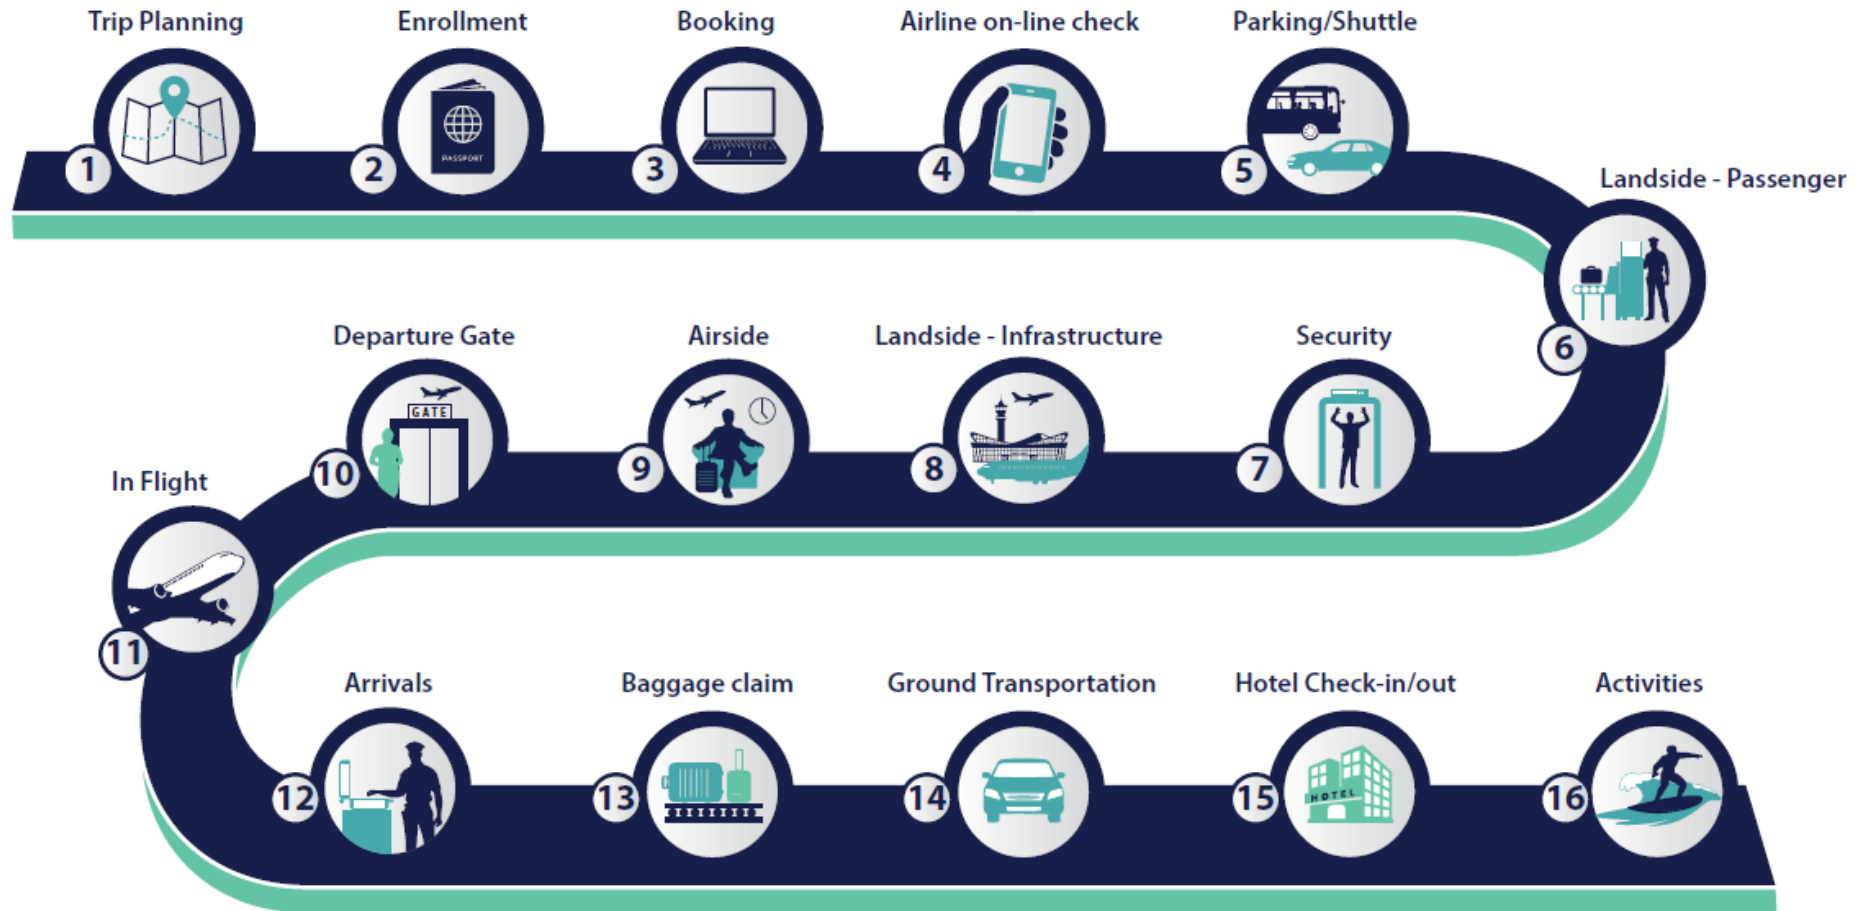 Trip Planning
Enrollment
Booking
Airline on-line check
Parking/Shuttle
PASSPORT
1
2
3
4
5
Landside - Passenger
6
Departure Gate
Airside
Landside - Infrastructure
Security
GATE
10
9
8
7
In Flight
11
Arrivals
Baggage claim
Ground Transportation
Hotel Check-in/out
Activities
HOTEL
12
13
14
15
16